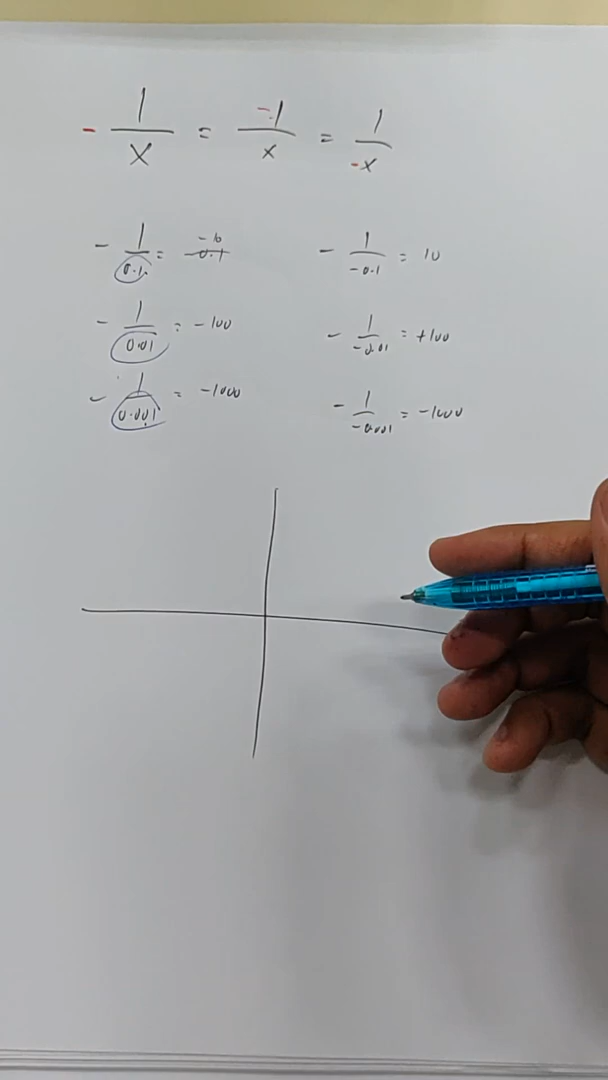 - 1/x = -1/x = 1/-x
- 1/0.1 = -10/-0.1
- 1/-0.1 = 10
- 1/0.01 = -100
- 1/-0.01 = +100
- 1/0.001 = -1000
- 1/-0.001 = -1000